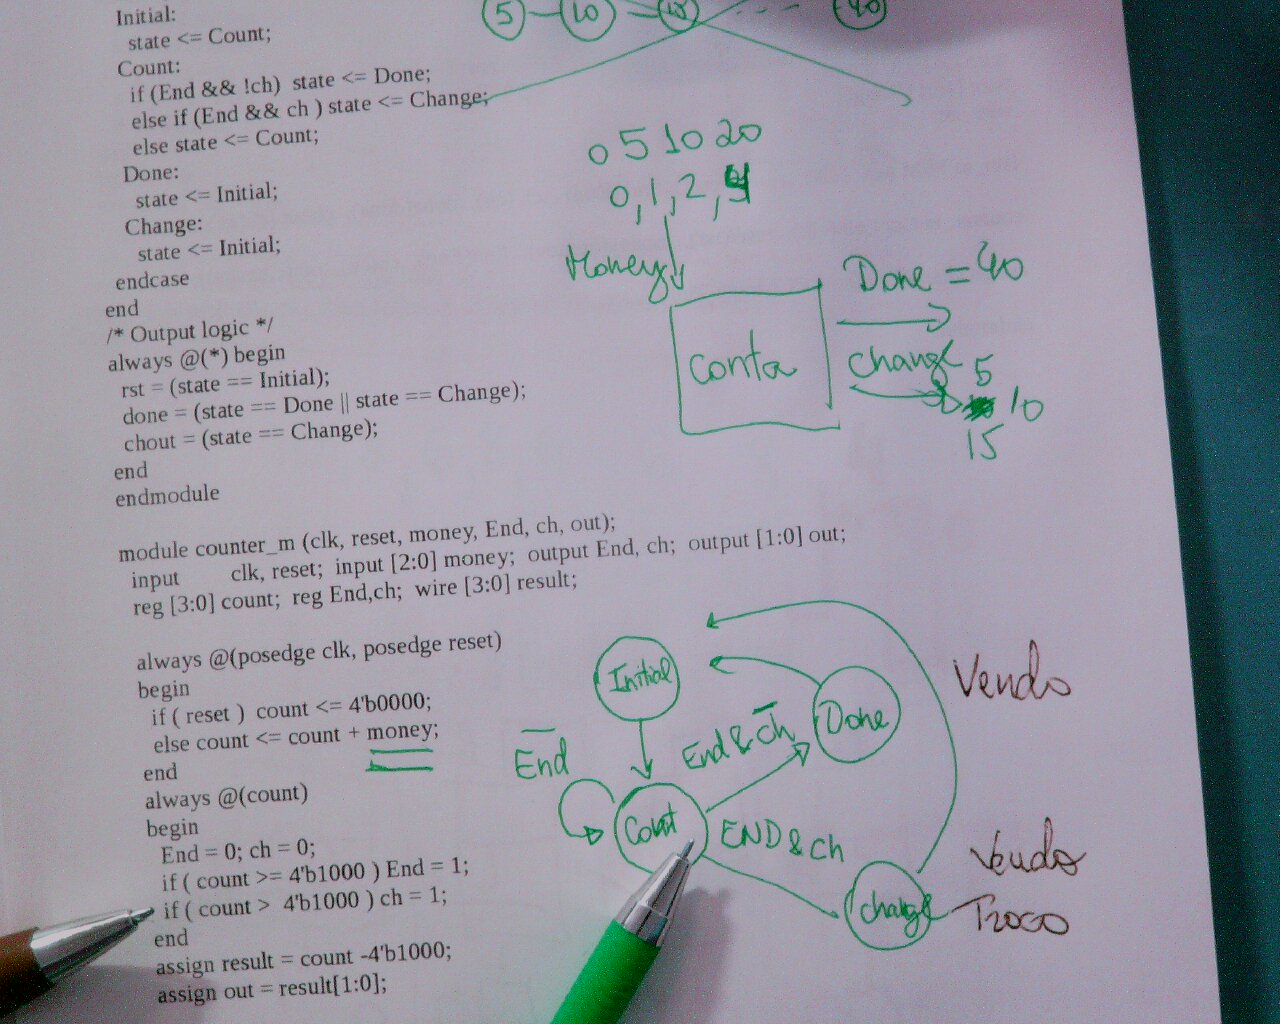 Initial:
state <= Count;
Count:
if (End && !ch) state <= Done;
else if (End && ch ) state <= Change;
else state <= Count;
Done:
state <= Initial;
Change:
state <= Initial;
endcase
end
/* Output logic */
always @(*) begin
rst = (state == Initial);
done = (state == Done || state == Change);
chout = (state == Change);
end
endmodule
module counter_m (clk, reset, money, End, ch, out);
input clk, reset; input [2:0] money; output End, ch; output [1:0] out;
reg [3:0] count; reg End,ch; wire [3:0] result;
always @(posedge clk, posedge reset)
begin
if ( reset ) count <= 4'b0000;
else count <= count + money;
end
always @(count)
begin
End = 0; ch = 0;
if ( count >= 4'b1000 ) End = 1;
if ( count > 4'b1000 ) ch = 1;
end
assign result = count -4'b1000;
assign out = result[1:0];
5 10 15 40
0 5 10 20
0, 1, 2, 4
Money
Conta
Done = 40
Change 5
10
15
Initial
End
Count
End & ch
Done
END & ch
Change
Vendo
Vendo
Troco